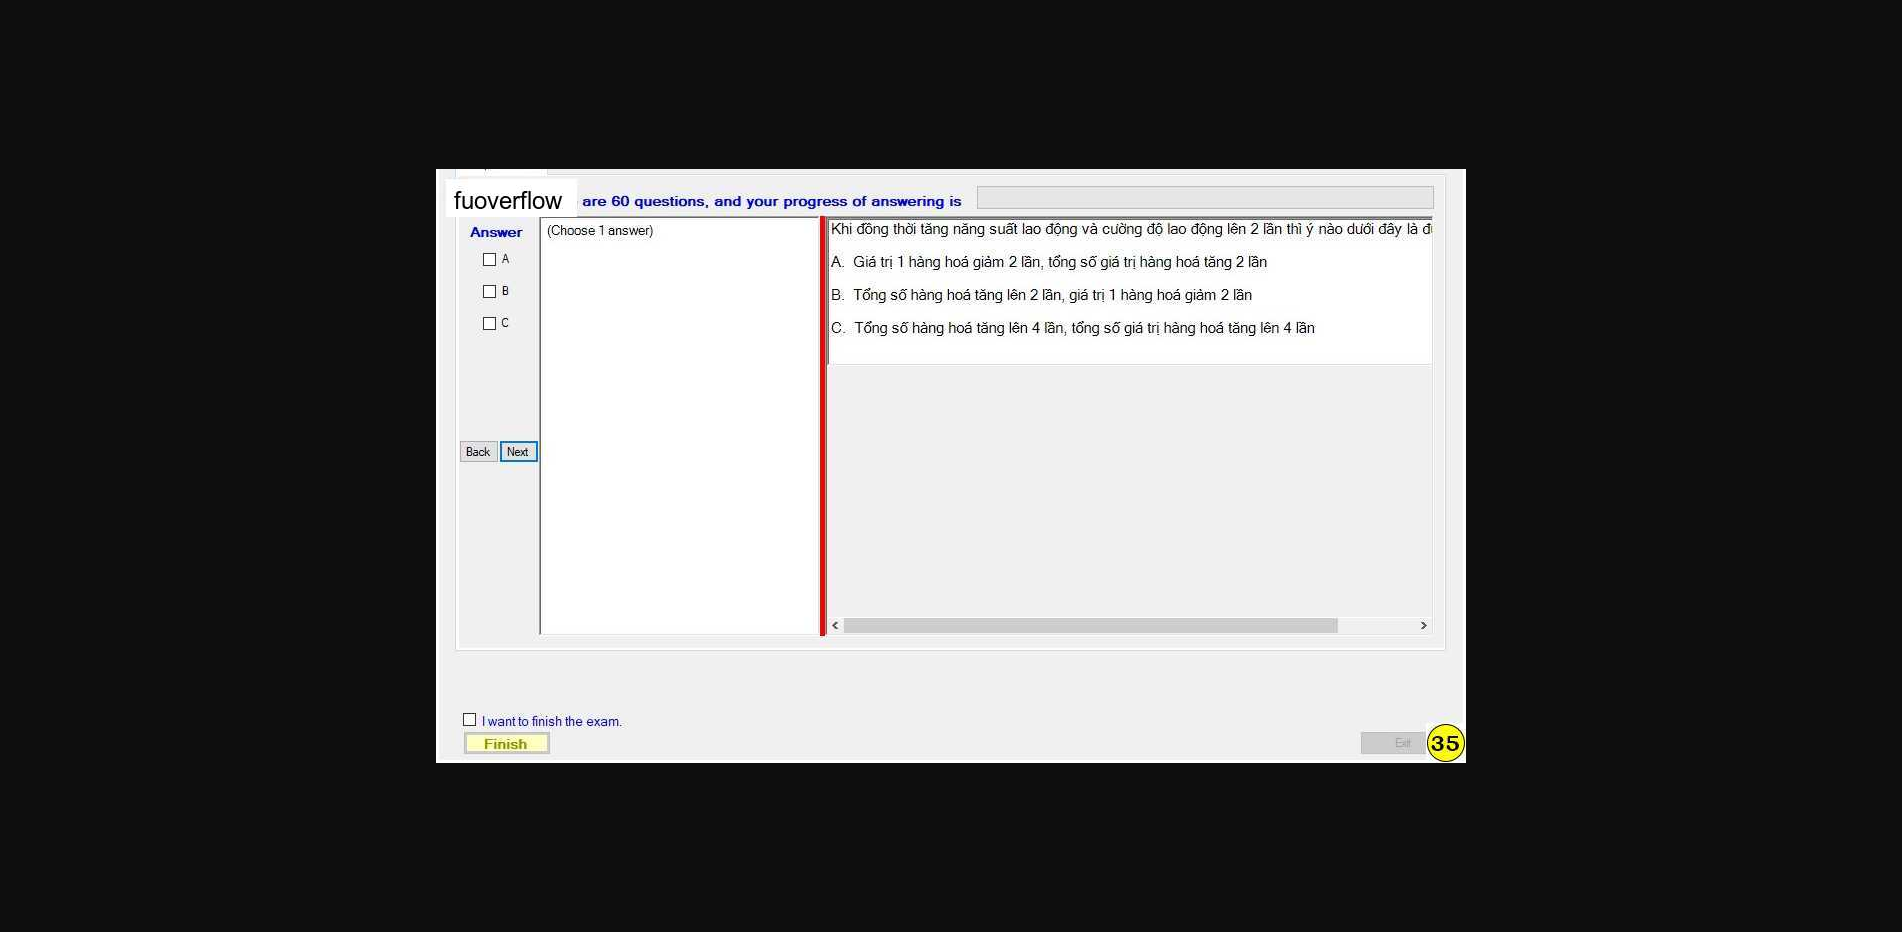 fuoverflow are 60 questions, and your progress of answering is
Answer
(Choose 1 answer)
A
B
C
Back Next
Khi đồng thời tăng năng suất lao động và cường độ lao động lên 2 lần thì ý nào dưới đây là
A. Giá trị 1 hàng hoá giảm 2 lần, tổng số giá trị hàng hoá tăng 2 lần
B. Tổng số hàng hoá tăng lên 2 lần, giá trị 1 hàng hoá giảm 2 lần
C. Tổng số hàng hoá tăng lên 4 lần, tổng số giá trị hàng hoá tăng lên 4 lần
I want to finish the exam.
Finish
Exit
35